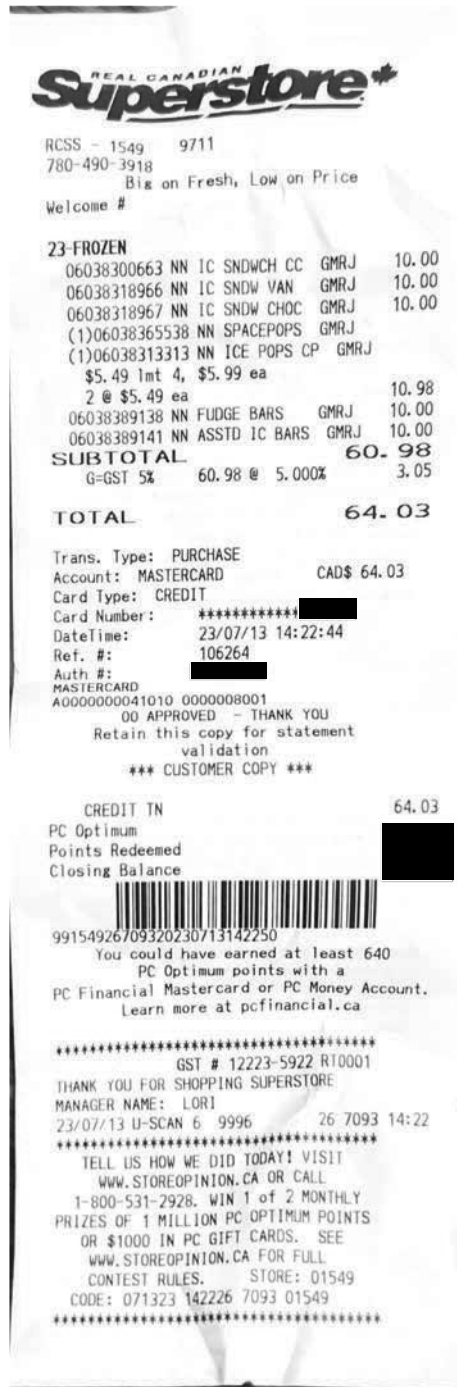 REAL CANADIAN
Superstore
RCSS - 1549 9711
780-490-3918
Big on Fresh, Low on Price
Welcome #
23-FROZEN
06038300663 NN IC SNDWCH CC GMRJ 10.00
06038318966 NN IC SNDW VAN GMRJ 10.00
06038318967 NN IC SNDW CHOC GMRJ 10.00
(1)06038365538 NN SPACEPOPS GMRJ
(1)06038313313 NN ICE POPS CP GMRJ
$5.49 lmt 4, $5.99 ea
2 @ $5.49 ea 10.98
06038389138 NN FUDGE BARS GMRJ 10.00
06038389141 NN ASSTD IC BARS GMRJ 10.00
SUBTOTAL 60.98
G=GST 5% 60.98 @ 5.000% 3.05
TOTAL 64.03
Trans. Type: PURCHASE
Account: MASTERCARD CAD$ 64.03
Card Type: CREDIT
Card Number: ************
DateTime: 23/07/13 14:22:44
Ref. #: 106264
Auth #:
MASTERCARD
A0000000041010 0000008001
00 APPROVED - THANK YOU
Retain this copy for statement
validation
*** CUSTOMER COPY ***
CREDIT TN 64.03
PC Optimum
Points Redeemed
Closing Balance
99154926709320230713142250
You could have earned at least 640
PC Optimum points with a
PC Financial Mastercard or PC Money Account.
Learn more at pcfinancial.ca
****************************************
GST # 12223-5922 RT0001
THANK YOU FOR SHOPPING SUPERSTORE
MANAGER NAME: LORI
23/07/13 U-SCAN 6 9996 26 7093 14:22
****************************************
TELL US HOW WE DID TODAY! VISIT
WWW.STOREOPINION.CA OR CALL
1-800-531-2928. WIN 1 of 2 MONTHLY
PRIZES OF 1 MILLION PC OPTIMUM POINTS
OR $1000 IN PC GIFT CARDS. SEE
WWW.STOREOPINION.CA FOR FULL
CONTEST RULES. STORE: 01549
CODE: 071323 142226 7093 01549
****************************************